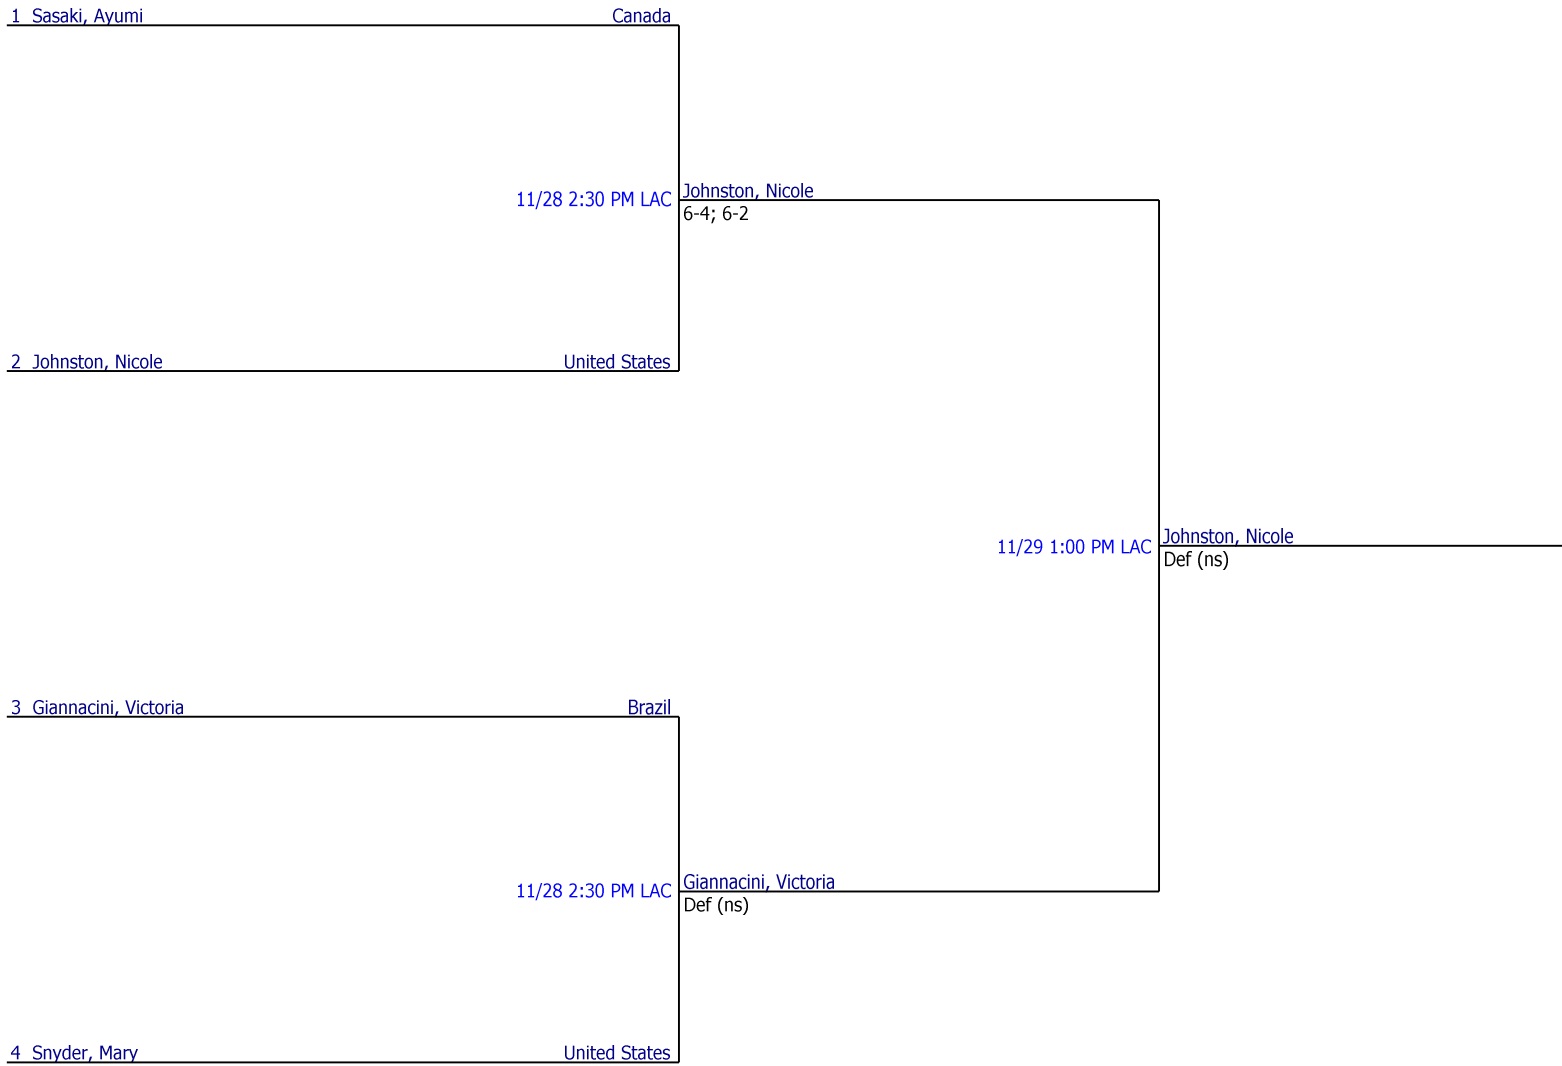 1 Sasaki, Ayumi Canada
11/28 2:30 PM LAC Johnston, Nicole
6-4; 6-2
2 Johnston, Nicole United States
11/29 1:00 PM LAC Johnston, Nicole
Def (ns)
3 Giannacini, Victoria Brazil
11/28 2:30 PM LAC Giannacini, Victoria
Def (ns)
4 Snyder, Mary United States